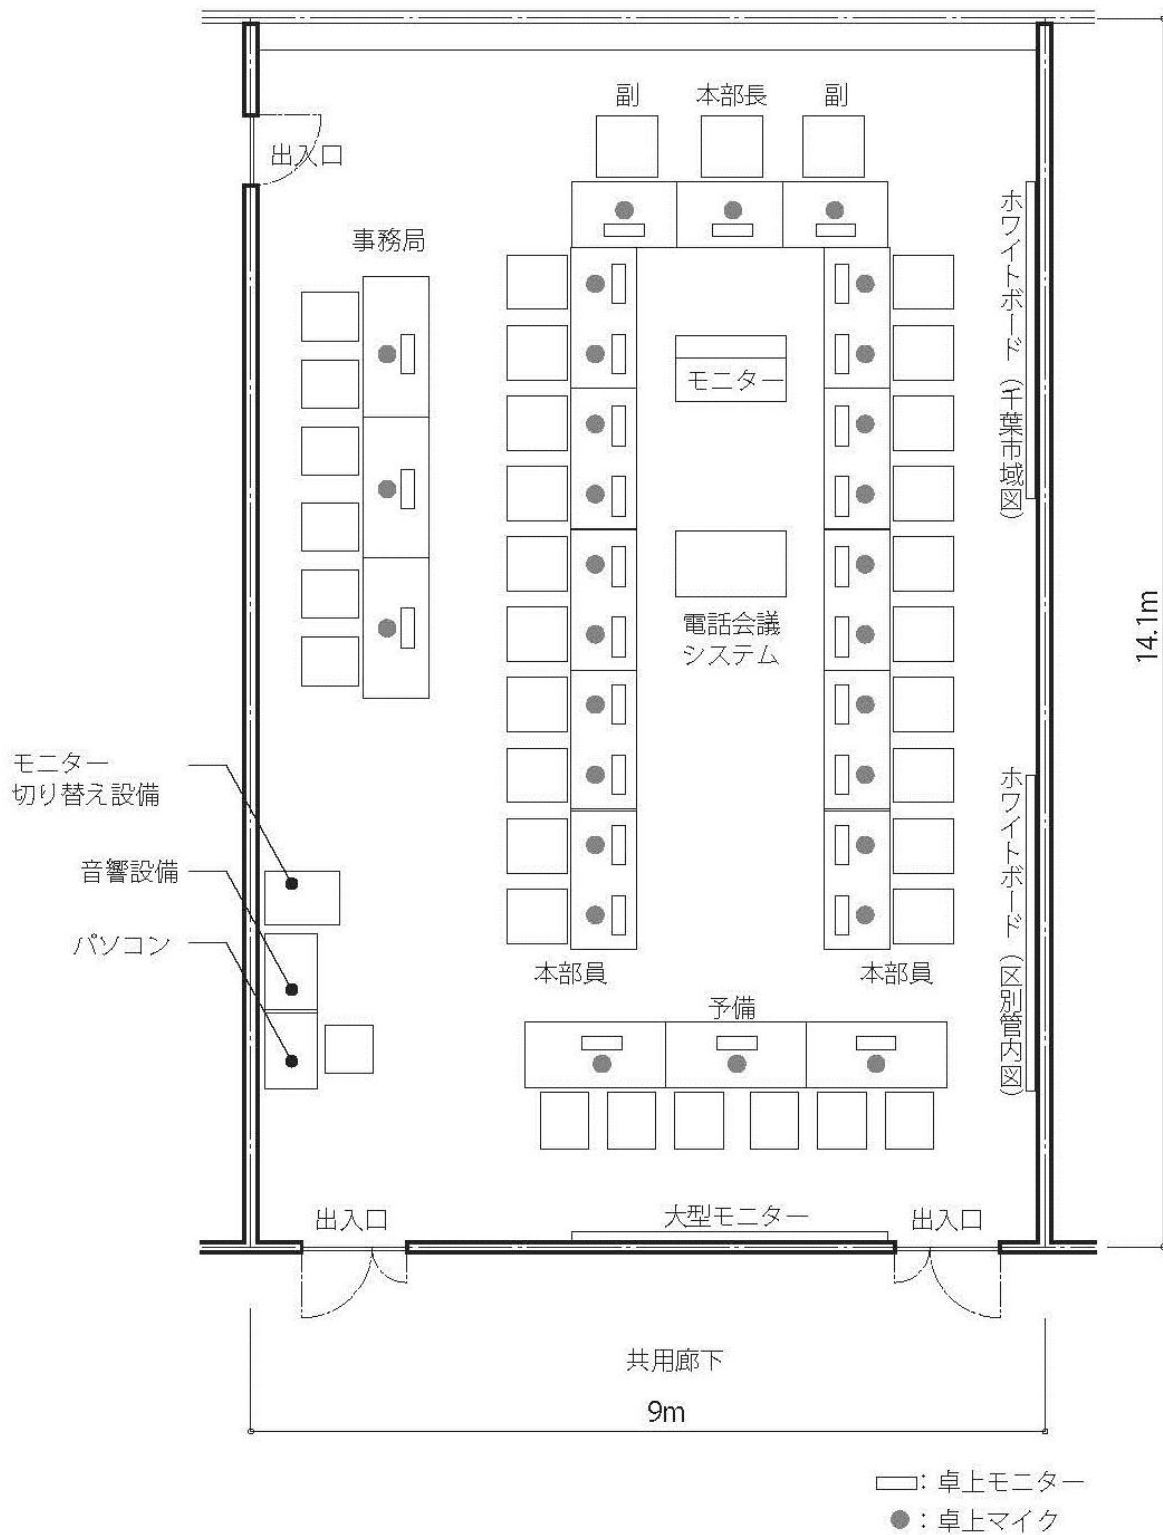 副
本部長
副
出入口
事務局
ホワイトボード（千葉市域図）
モニター
電話会議
システム
14.1m
モニター
切り替え設備
音響設備
パソコン
ホワイトボード（区別管内図）
本部員
本部員
予備
出入口
大型モニター
出入口
共用廊下
9m
：卓上モニター
：卓上マイク